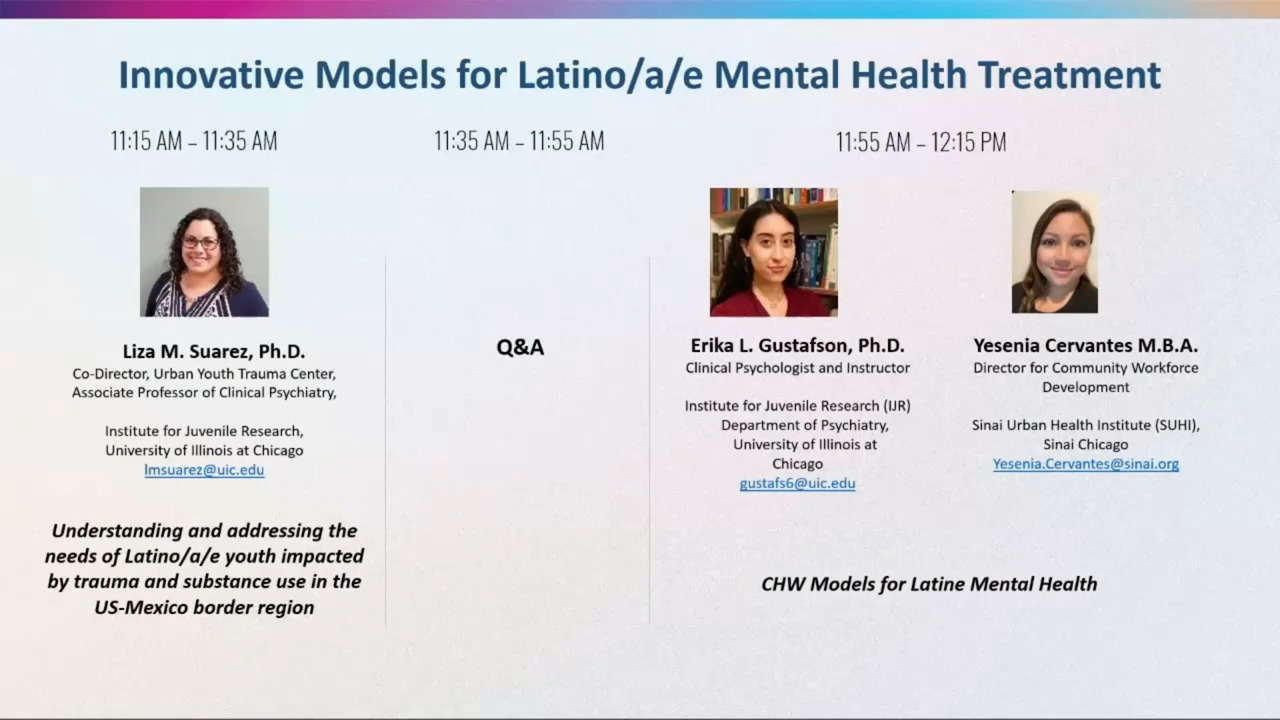 Innovative Models for Latino/a/e Mental Health Treatment
11:15 AM – 11:35 AM
11:35 AM – 11:55 AM
11:55 AM – 12:15 PM
Liza M. Suarez, Ph.D.
Co-Director, Urban Youth Trauma Center,
Associate Professor of Clinical Psychiatry,
Institute for Juvenile Research,
University of Illinois at Chicago
lmsuarez@uic.edu
Understanding and addressing the
needs of Latino/a/e youth impacted
by trauma and substance use in the
US-Mexico border region
Q&A
Erika L. Gustafson, Ph.D.
Clinical Psychologist and Instructor
Institute for Juvenile Research (IJR)
Department of Psychiatry,
University of Illinois at
Chicago
gustafs6@uic.edu
Yesenia Cervantes M.B.A.
Director for Community Workforce
Development
Sinai Urban Health Institute (SUHI),
Sinai Chicago
Yesenia.Cervantes@sinai.org
CHW Models for Latine Mental Health